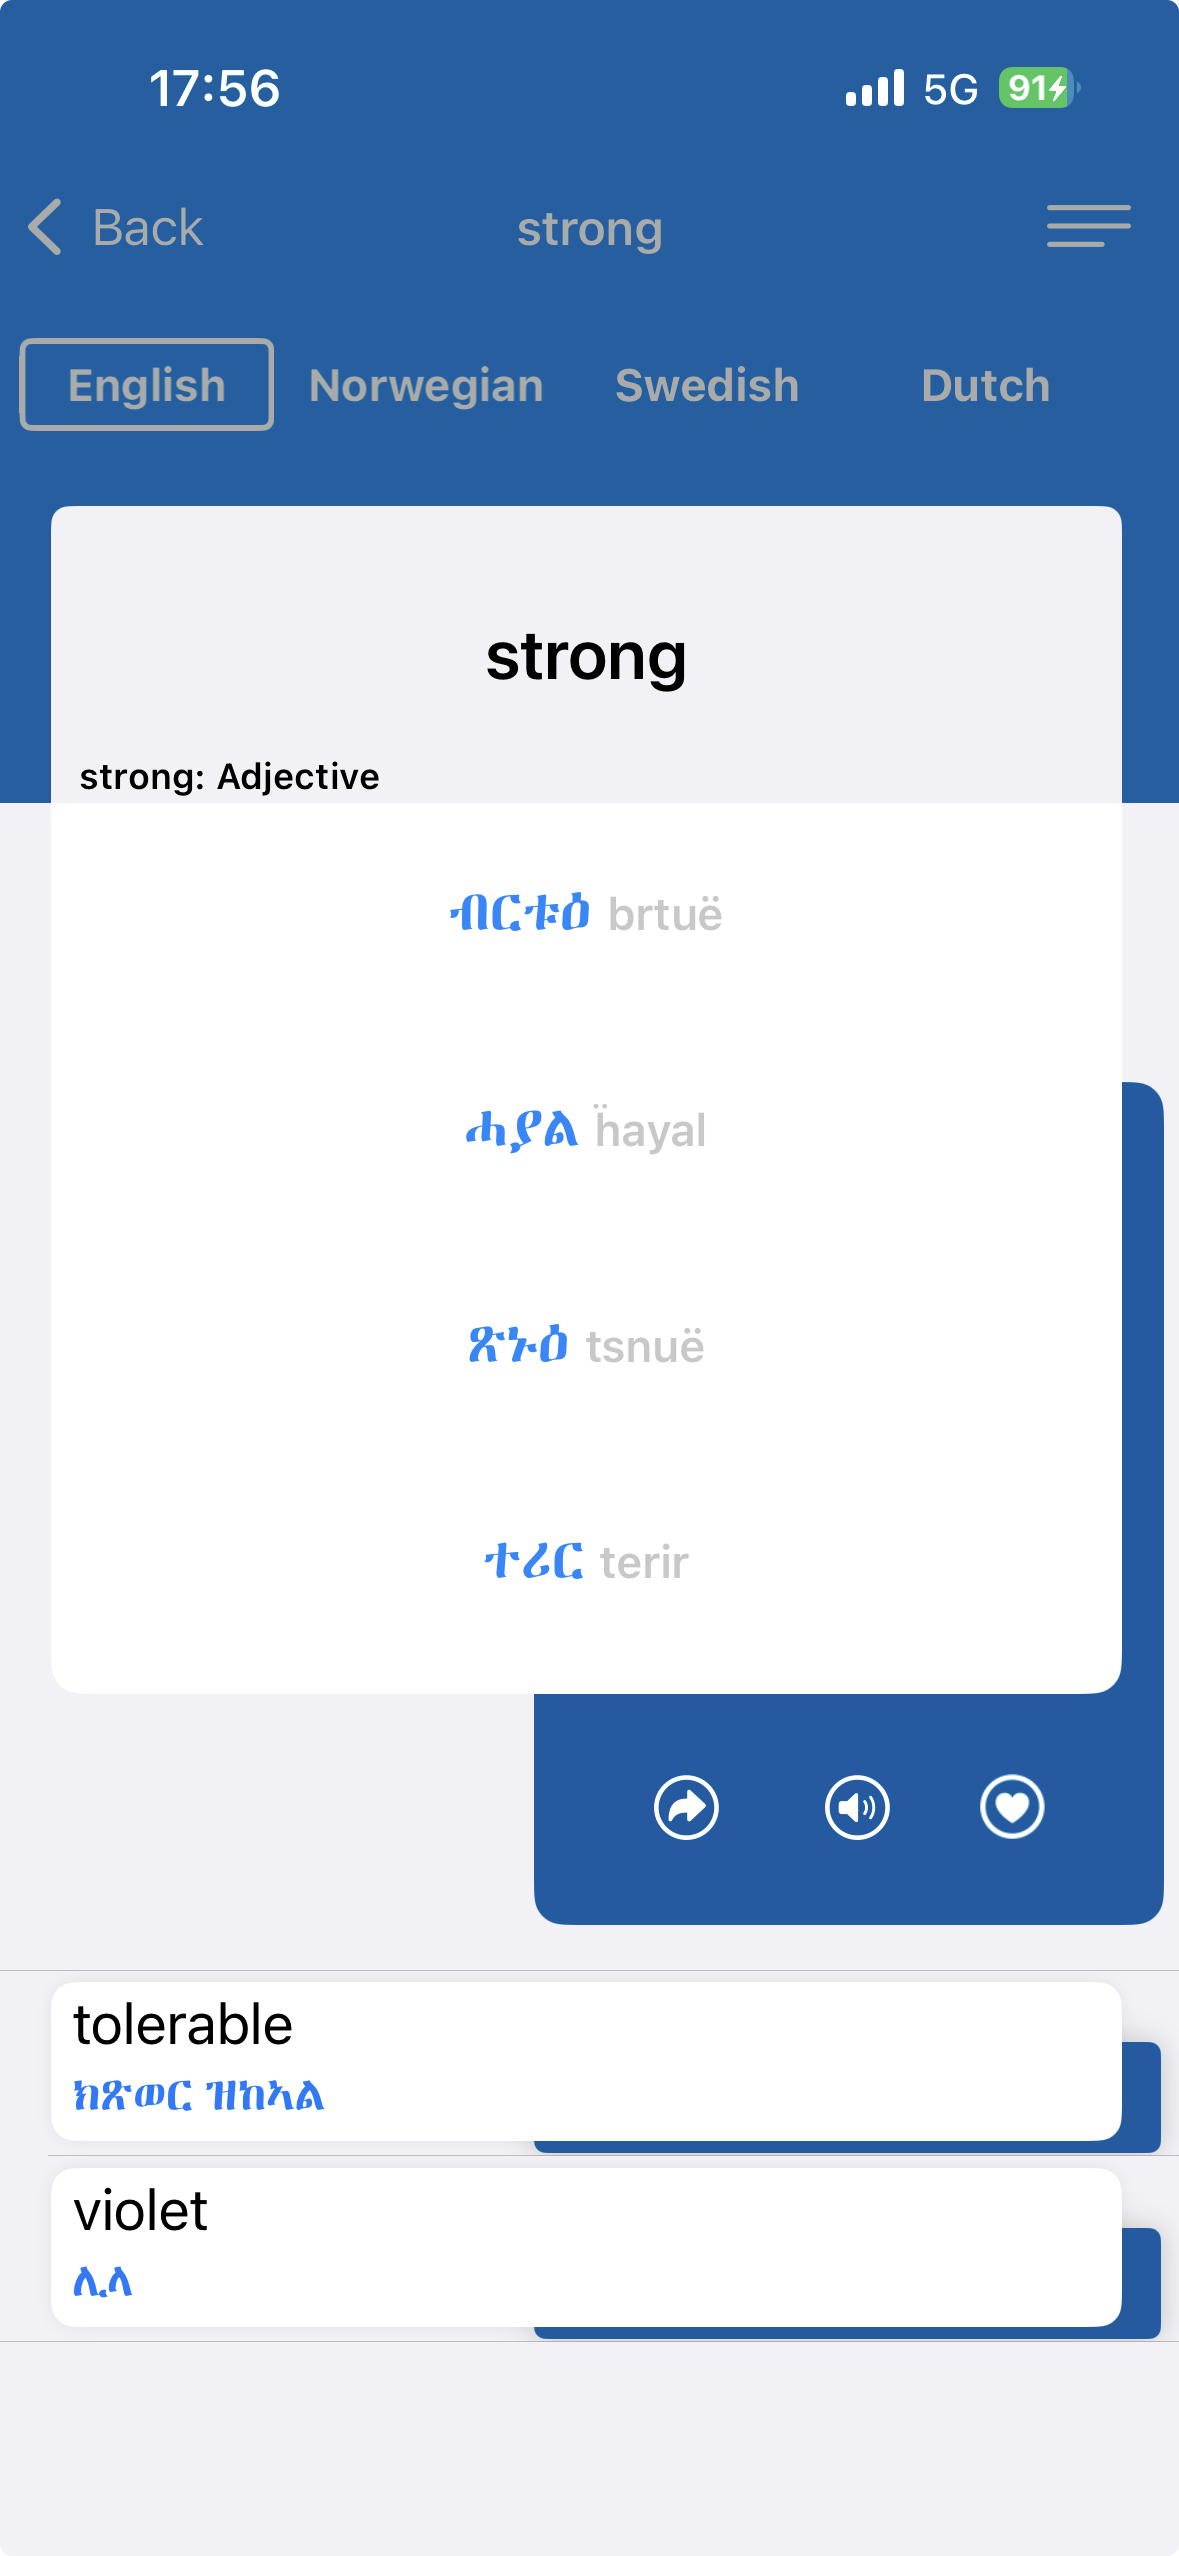 17:56 5G 91
Back strong
English Norwegian Swedish Dutch
strong
strong: Adjective
ብርቱዕ brtuë
ሓያል ḧayal
ጽኑዕ tsnuë
ተሪር terir
tolerable
ክጽወር ዝከኣል
violet
ሊላ